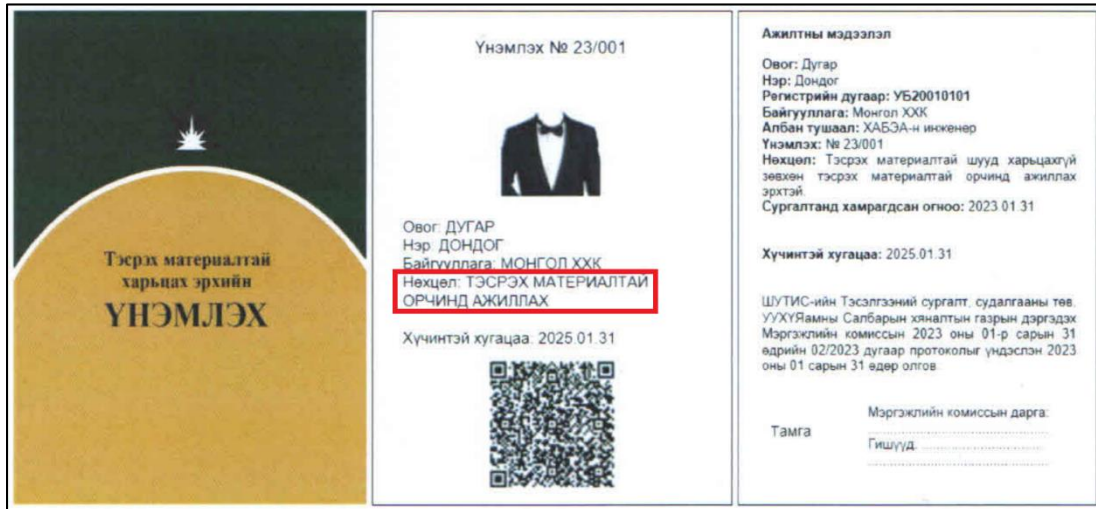 Тэсрэх материалтай
харьцах эрхийн
ҮНЭМЛЭХ
Үнэмлэх № 23/001
Овог: ДУГАР
Нэр: ДОНДОГ
Байгууллага: МОНГОЛ ХХК
Нөхцөл: ТЭСРЭХ МАТЕРИАЛТАЙ
ОРЧИНД АЖИЛЛАХ
Хүчинтэй хугацаа: 2025.01.31
Ажилтны мэдээлэл
Овог: Дугар
Нэр: Дондог
Регистрийн дугаар: УБ20010101
Байгууллага: Монгол ХХК
Албан тушаал: ХАБЭА-н инженер
Үнэмлэх: № 23/001
Нөхцөл: Тэсрэх материалтай шууд харьцахгүй
зөвхөн тэсрэх материалтай орчинд ажиллах
эрхтэй.
Сургалтанд хамрагдсан огноо: 2023.01.31
Хүчинтэй хугацаа: 2025.01.31
ШУТИС-ийн Тэсэлгээний сургалт, судалгааны төв.
УУХҮЯамны Салбарын хяналтын газрын дэргэдэх
Мэргэжлийн комиссын 2023 оны 01-р сарын 31
өдрийн 02/2023 дугаар протоколыг үндэслэн 2023
оны 01 сарын 31 өдөр олгов.
Мэргэжлийн комиссын дарга:
Тамга
Гишүүд: